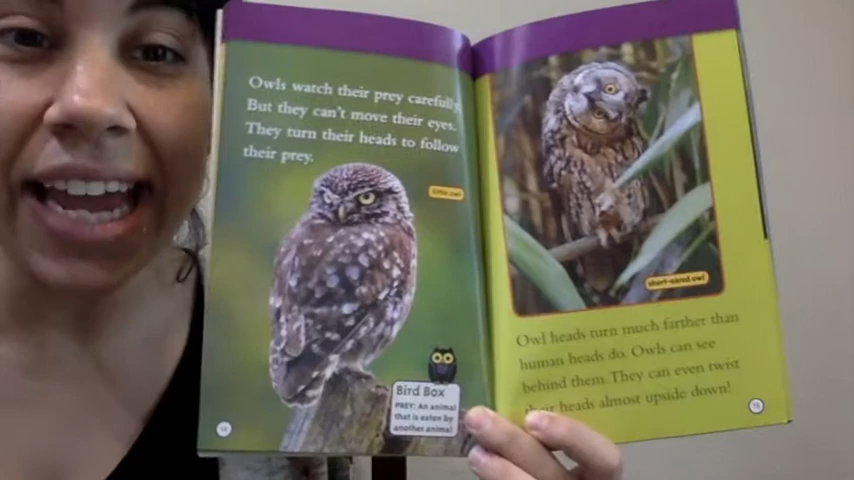 Owls watch their prey carefully.
But they can't move their eyes.
They turn their heads to follow
their prey.
little owl
Bird Box
PREY: An animal
that is eaten by
another animal
short-eared owl
Owl heads turn much farther than
human heads do. Owls can see
behind them. They can even twist
their heads almost upside down!